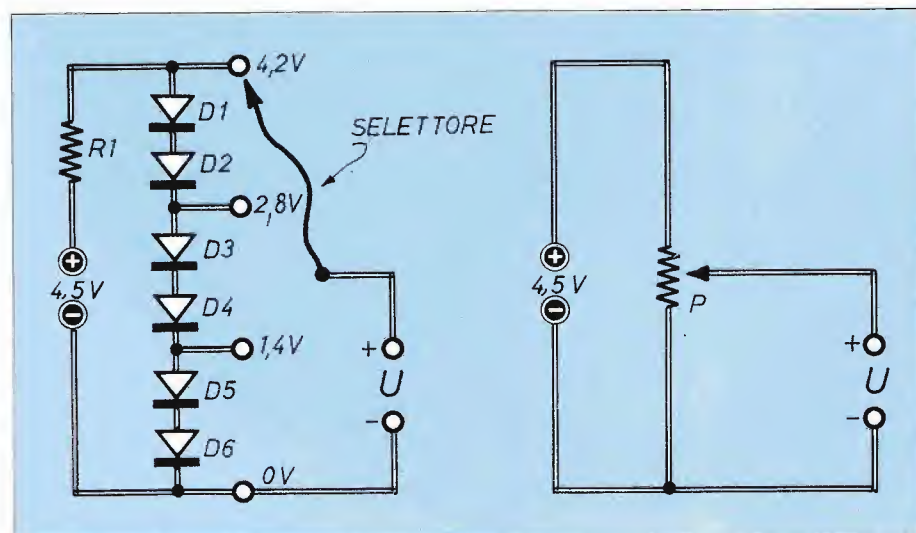 4,2V
D1
SELETTORE
R1
D2
2,8V
D3
+
4,5V
-
D4
1,4V
+
U
-
D5
D6
0V
+
4,5V
-
P
+
U
-